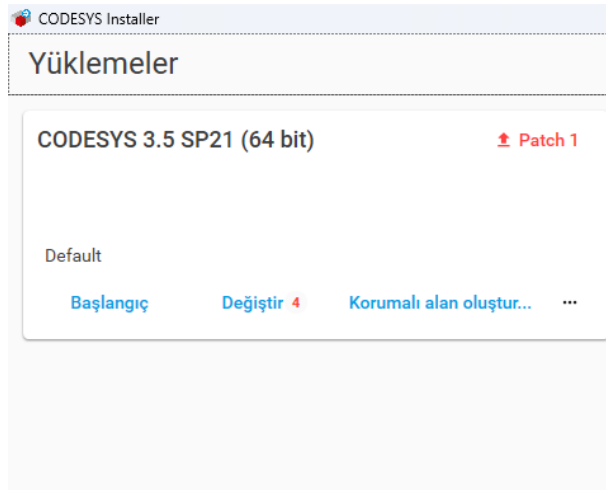 CODESYS Installer
Yüklemeler
CODESYS 3.5 SP21 (64 bit) Patch 1
Default
Başlangıç Değiştir 4 Korumalı alan oluştur... ...